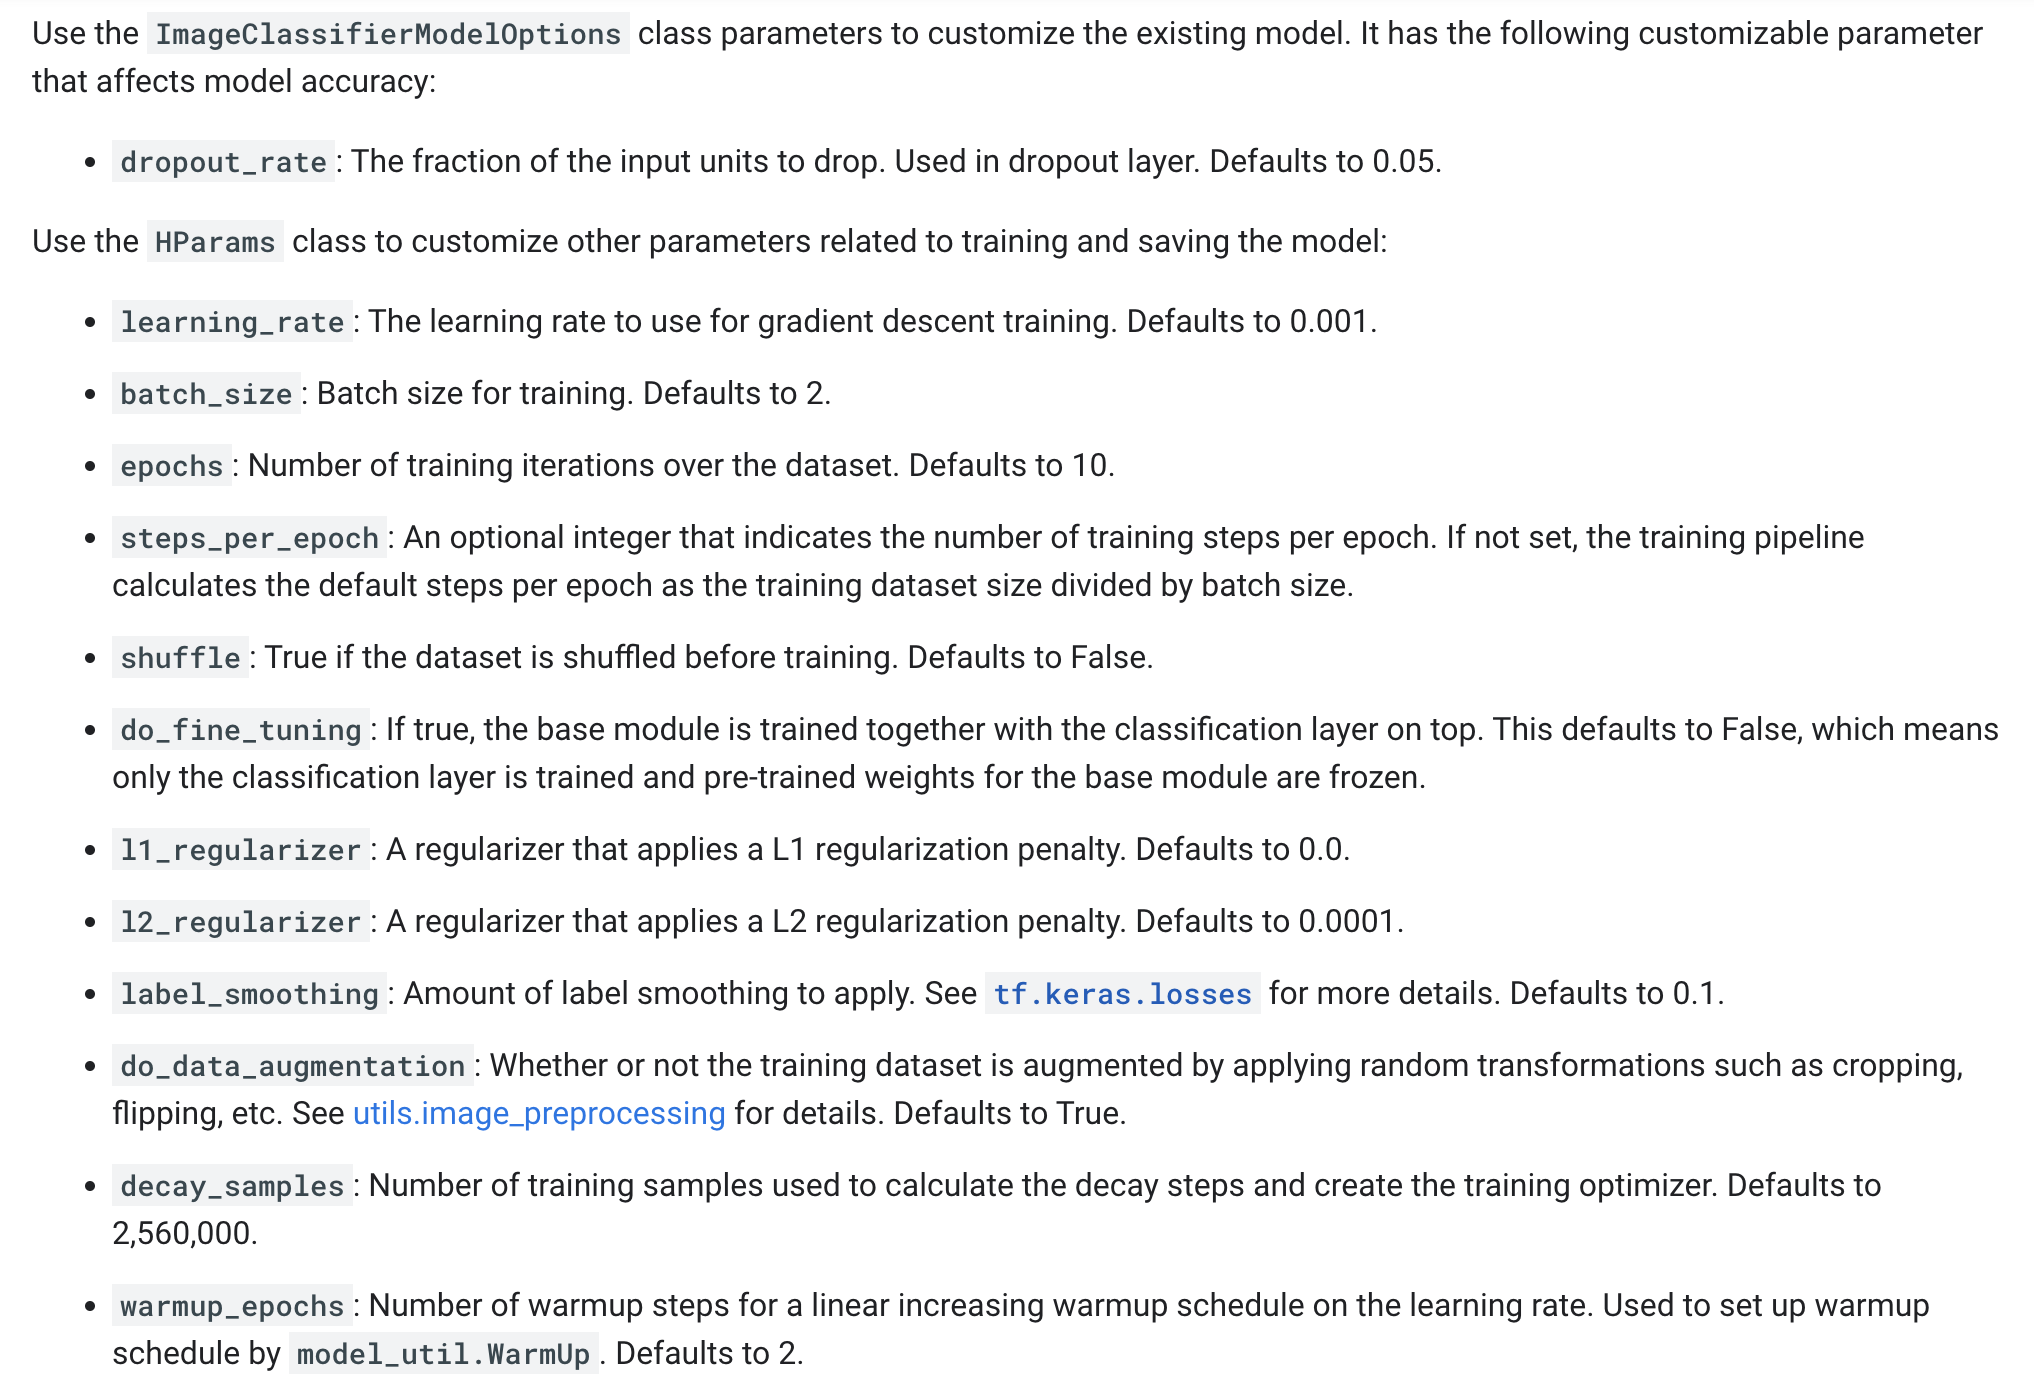 Use the ImageClassifierModelOptions class parameters to customize the existing model. It has the following customizable parameter
that affects model accuracy:
• dropout_rate: The fraction of the input units to drop. Used in dropout layer. Defaults to 0.05.
Use the HParams class to customize other parameters related to training and saving the model:
• learning_rate: The learning rate to use for gradient descent training. Defaults to 0.001.
• batch_size: Batch size for training. Defaults to 2.
• epochs: Number of training iterations over the dataset. Defaults to 10.
• steps_per_epoch: An optional integer that indicates the number of training steps per epoch. If not set, the training pipeline
calculates the default steps per epoch as the training dataset size divided by batch size.
• shuffle: True if the dataset is shuffled before training. Defaults to False.
• do_fine_tuning: If true, the base module is trained together with the classification layer on top. This defaults to False, which means
only the classification layer is trained and pre-trained weights for the base module are frozen.
• l1_regularizer: A regularizer that applies a L1 regularization penalty. Defaults to 0.0.
• l2_regularizer: A regularizer that applies a L2 regularization penalty. Defaults to 0.0001.
• label_smoothing: Amount of label smoothing to apply. See tf.keras.losses for more details. Defaults to 0.1.
• do_data_augmentation: Whether or not the training dataset is augmented by applying random transformations such as cropping,
flipping, etc. See utils.image_preprocessing for details. Defaults to True.
• decay_samples: Number of training samples used to calculate the decay steps and create the training optimizer. Defaults to
2,560,000.
• warmup_epochs: Number of warmup steps for a linear increasing warmup schedule on the learning rate. Used to set up warmup
schedule by model_util.WarmUp. Defaults to 2.